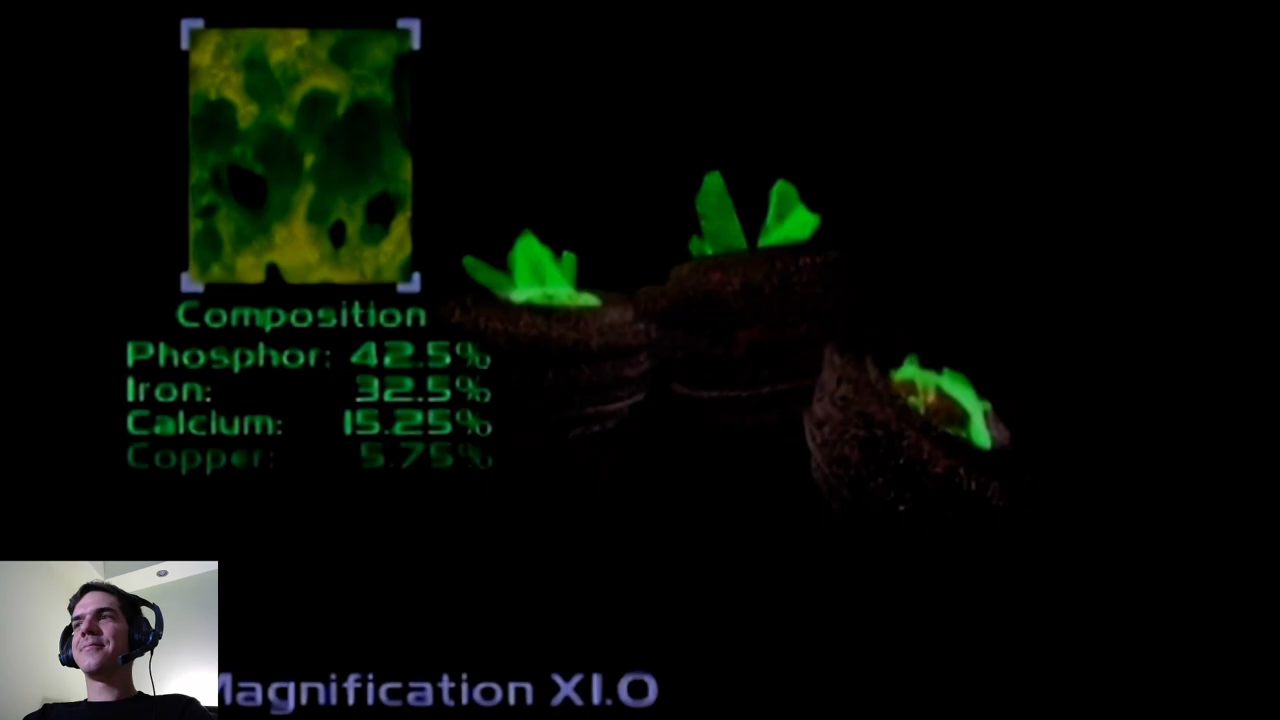 Composition
Phosphor: 42.5%
Iron: 32.5%
Calcium: 15.25%
Copper: 5.75%
Magnification X1.0